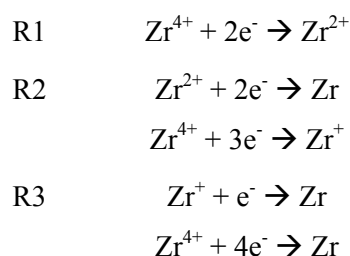 R1 Zr⁴⁺ + 2e⁻ → Zr²⁺
R2 Zr²⁺ + 2e⁻ → Zr
Zr⁴⁺ + 3e⁻ → Zr⁺
R3 Zr⁺ + e⁻ → Zr
Zr⁴⁺ + 4e⁻ → Zr